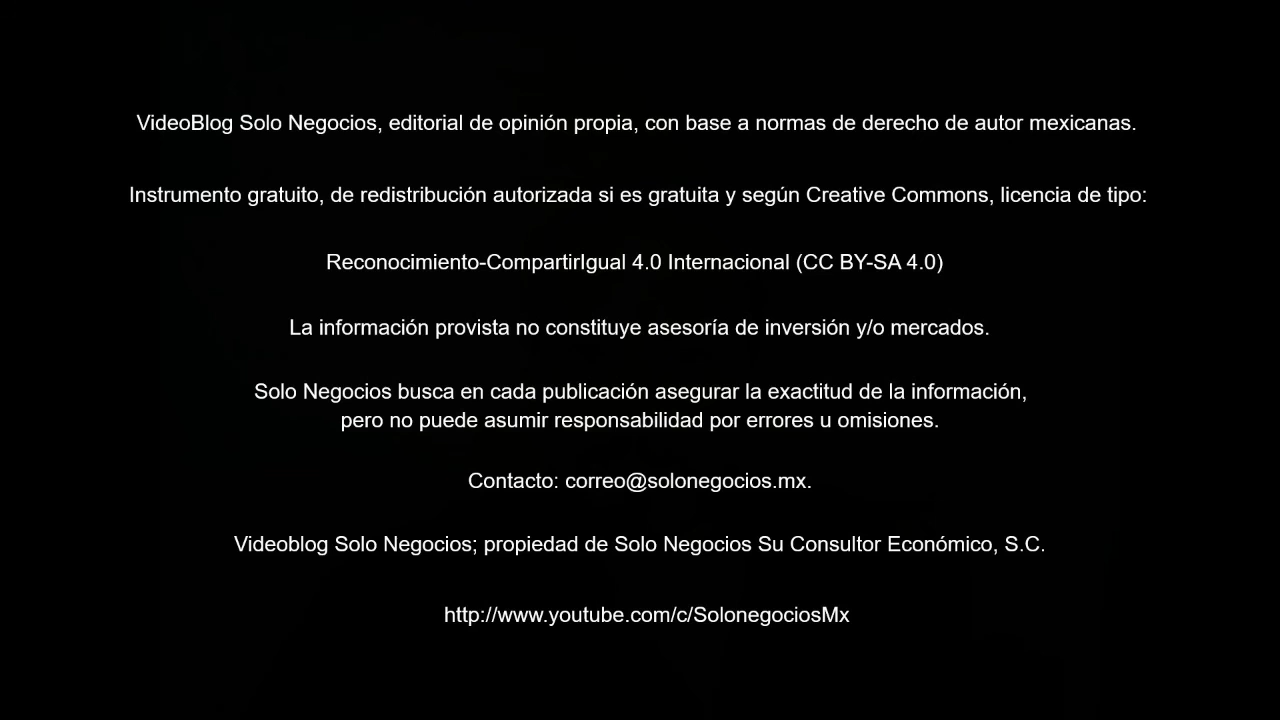 VideoBlog Solo Negocios, editorial de opinión propia, con base a normas de derecho de autor mexicanas.
Instrumento gratuito, de redistribución autorizada si es gratuita y según Creative Commons, licencia de tipo:
Reconocimiento-CompartirIgual 4.0 Internacional (CC BY-SA 4.0)
La información provista no constituye asesoría de inversión y/o mercados.
Solo Negocios busca en cada publicación asegurar la exactitud de la información,
pero no puede asumir responsabilidad por errores u omisiones.
Contacto: correo@solonegocios.mx.
Videoblog Solo Negocios; propiedad de Solo Negocios Su Consultor Económico, S.C.
http://www.youtube.com/c/SolonegociosMx